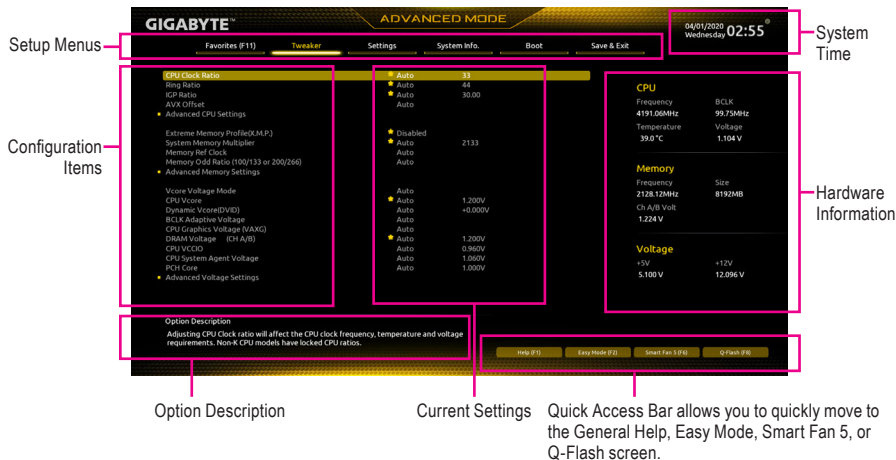 GIGABYTE™
ADVANCED MODE
04/01/2020
Wednesday
02:55
System
Time
Setup Menus
Favorites (F11) Tweaker Settings System Info. Boot Save & Exit
Configuration
Items
CPU Clock Ratio Auto 33
Ring Ratio Auto 44
IGP Ratio Auto 30.00
AVX Offset Auto
Advanced CPU Settings
Extreme Memory Profile(X.M.P.) Disabled
System Memory Multiplier Auto 2133
Memory Ref Clock Auto
Memory Odd Ratio (100/133 or 200/266) Auto
Advanced Memory Settings
Vcore Voltage Mode Auto
CPU Vcore Auto 1.200V
Dynamic Vcore(DVID) Auto +0.000V
BCLK Adaptive Voltage Auto
CPU Graphics Voltage (VAXG) Auto
DRAM Voltage (CH A/B) Auto 1.200V
CPU VCCIO Auto 0.960V
CPU System Agent Voltage Auto 1.060V
PCH Core Auto 1.000V
Advanced Voltage Settings
CPU
Frequency BCLK
4191.06MHz 99.75MHz
Temperature Voltage
39.0 °C 1.104 V
Memory
Frequency Size
2128.12MHz 8192MB
Ch A/B Volt
1.224 V
Voltage
+5V +12V
5.100 V 12.096 V
Hardware
Information
Option Description
Adjusting CPU Clock ratio will affect the CPU clock frequency, temperature and voltage
requirements. Non-K CPU models have locked CPU ratios.
Help (F1) Easy Mode (F2) Smart Fan 5 (F6) Q-Flash (F8)
Option Description
Current Settings
Quick Access Bar allows you to quickly move to
the General Help, Easy Mode, Smart Fan 5, or
Q-Flash screen.